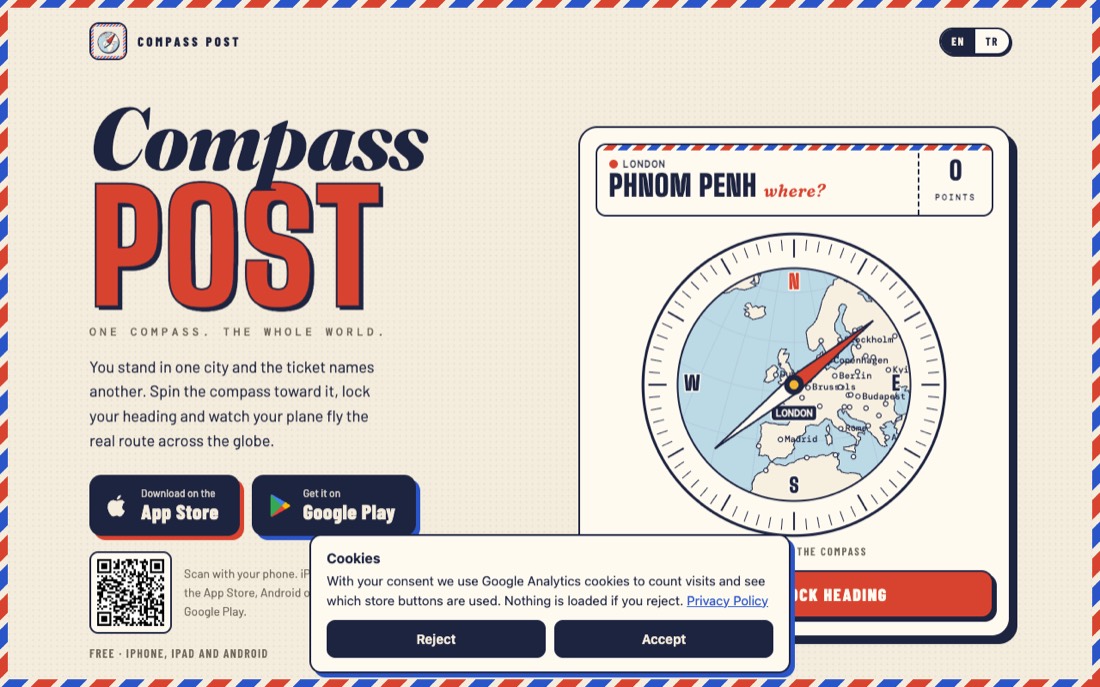 COMPASS POST
EN TR
Compass
POST
ONE COMPASS. THE WHOLE WORLD.
You stand in one city and the ticket names
another. Spin the compass toward it, lock
your heading and watch your plane fly the
real route across the globe.
Download on the
App Store
Get it on
Google Play
Scan with your phone.
the App Store, Android
Google Play.
FREE · IPHONE, IPAD AND ANDROID
LONDON
PHNOM PENH where?
0
POINTS
N
Copenhagen
Berlin
W
Brussels
E
Budapest
LONDON
Rome
Madrid
S
THE COMPASS
HEADING
Cookies
With your consent we use Google Analytics cookies to count visits and see
which store buttons are used. Nothing is loaded if you reject. Privacy Policy
Reject
Accept